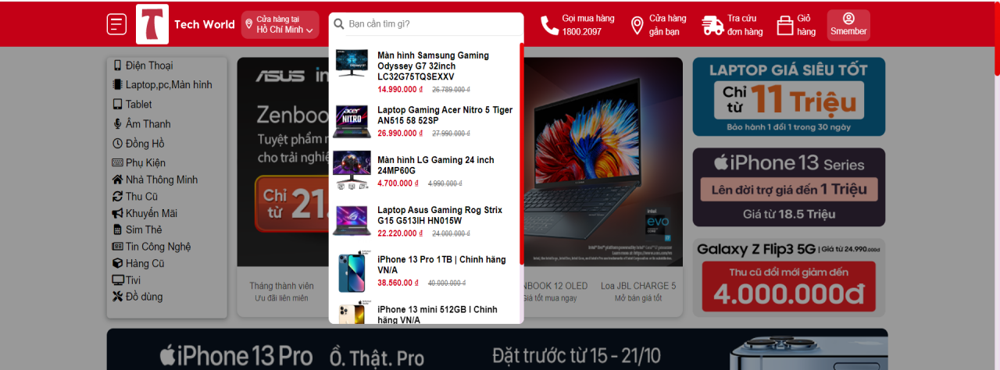 T
Tech World
Cửa hàng tại
Hồ Chí Minh
Bạn cần tìm gì?
Gọi mua hàng
1800.2097
Cửa hàng
gần bạn
Tra cứu
đơn hàng
Giỏ
hàng
Smember
Điện Thoại
Laptop,pc,Màn hình
Tablet
Âm Thanh
Đồng Hồ
Phụ Kiện
Nhà Thông Minh
Thu Cũ
Khuyến Mãi
Sim Thẻ
Tin Công Nghệ
Hàng Cũ
Tivi
Đồ dùng
ASUS in
Zenboo
Tuyệt phẩm
cho trải nghiệ
Chỉ
từ 21.
Màn hình Samsung Gaming
Odyssey G7 32inch
LC32G75TQSEXXV
14.990.000 ₫ 26.789.000 ₫
acer
NITRO
Laptop Gaming Acer Nitro 5 Tiger
AN515 58 52SP
26.990.000 ₫ 27.990.000 ₫
Màn hình LG Gaming 24 inch
24MP60G
4.700.000 ₫ 4.990.000 ₫
Laptop Asus Gaming Rog Strix
G15 G513IH HN015W
22.220.000 ₫ 24.000.000 ₫
iPhone 13 Pro 1TB | Chính hãng
VN/A
38.560.00 ₫ 40.000.000 ₫
iPhone 13 mini 512GB I Chính
hãng VN/A
intel
evo
Tháng thành viên
Ưu đãi liên miên
NBOOK 12 OLED
Giá tốt mua ngay
Loa JBL CHARGE 5
Mở bán giá tốt
LAPTOP GIÁ SIÊU TỐT
Chỉ
từ 11 Triệu
Bảo hành 1 đổi 1 trong 30 ngày
iPhone 13 Series
Lên đời trợ giá đến 1 Triệu
Giá từ 18.5 Triệu
Galaxy Z Flip3 5G | Giá từ 24.990.000đ
Thu cũ đổi mới giảm đến
4.000.000đ
iPhone 13 Pro Ồ. Thật. Pro Đặt trước từ 15 - 21/10